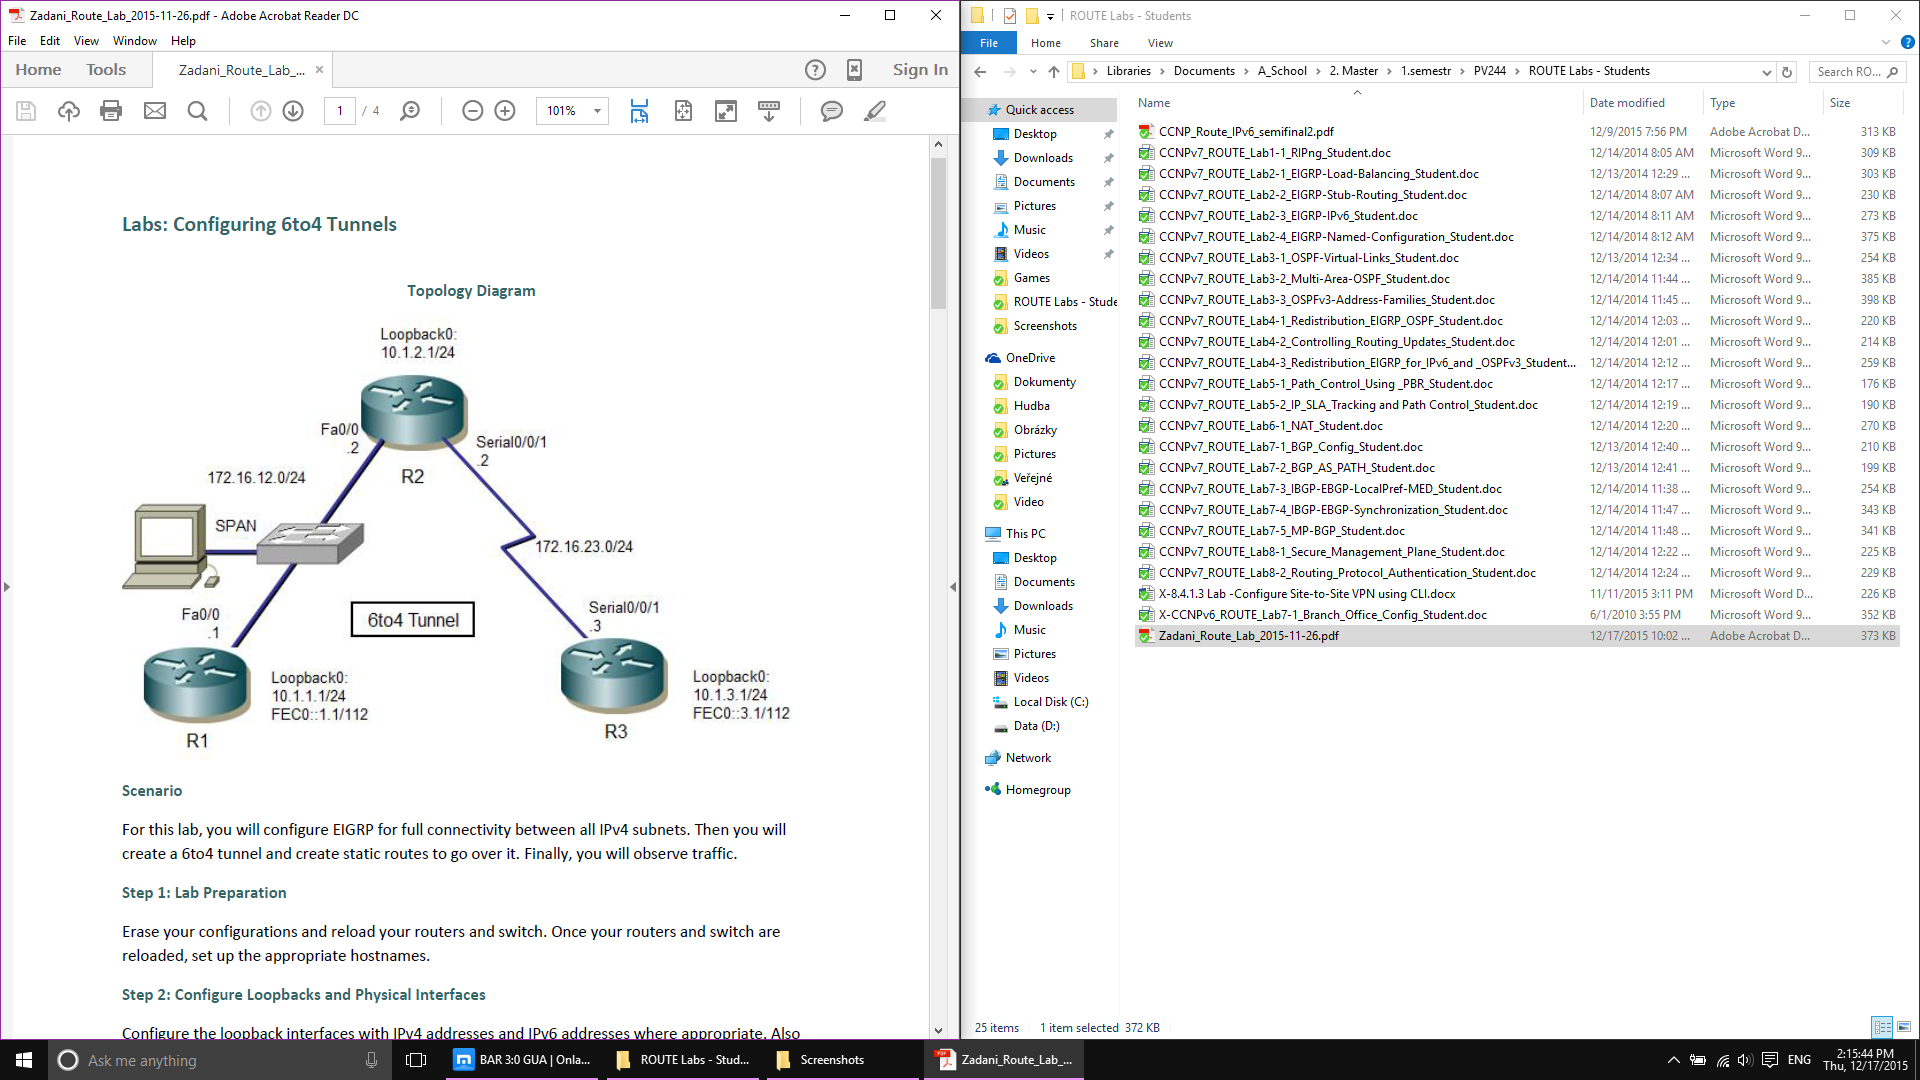 Zadani_Route_Lab_2015-11-26.pdf - Adobe Acrobat Reader DC
File Edit View Window Help
Home Tools Zadani_Route_Lab_... × Sign In
1 / 4 101%
Labs: Configuring 6to4 Tunnels
Topology Diagram
Loopback0:
10.1.2.1/24
Fa0/0
.2
Serial0/0/1
.2
R2
172.16.12.0/24
SPAN
172.16.23.0/24
Fa0/0
.1
6to4 Tunnel
Serial0/0/1
.3
Loopback0:
10.1.1.1/24
FEC0::1.1/112
R1
Loopback0:
10.1.3.1/24
FEC0::3.1/112
R3
Scenario
For this lab, you will configure EIGRP for full connectivity between all IPv4 subnets. Then you will
create a 6to4 tunnel and create static routes to go over it. Finally, you will observe traffic.
Step 1: Lab Preparation
Erase your configurations and reload your routers and switch. Once your routers and switch are
reloaded, set up the appropriate hostnames.
Step 2: Configure Loopbacks and Physical Interfaces
Configure the loopback interfaces with IPv4 addresses and IPv6 addresses where appropriate. Also
ROUTE Labs - Students
File Home Share View
Libraries Documents A_School 2. Master 1.semestr PV244 ROUTE Labs - Students
Search RO...
Quick access
Desktop
Downloads
Documents
Pictures
Music
Videos
Games
ROUTE Labs - Stude
Screenshots
OneDrive
Dokumenty
Hudba
Obrázky
Pictures
Veřejné
Video
This PC
Desktop
Documents
Downloads
Music
Pictures
Videos
Local Disk (C:)
Data (D:)
Network
Homegroup
Name Date modified Type Size
CCNP_Route_IPv6_semifinal2.pdf 12/9/2015 7:56 PM Adobe Acrobat D... 313 KB
CCNPv7_ROUTE_Lab1-1_RIPng_Student.doc 12/14/2014 8:05 AM Microsoft Word 9... 309 KB
CCNPv7_ROUTE_Lab2-1_EIGRP-Load-Balancing_Student.doc 12/13/2014 12:29 ... Microsoft Word 9... 303 KB
CCNPv7_ROUTE_Lab2-2_EIGRP-Stub-Routing_Student.doc 12/14/2014 8:07 AM Microsoft Word 9... 230 KB
CCNPv7_ROUTE_Lab2-3_EIGRP-IPv6_Student.doc 12/14/2014 8:11 AM Microsoft Word 9... 273 KB
CCNPv7_ROUTE_Lab2-4_EIGRP-Named-Configuration_Student.doc 12/14/2014 8:12 AM Microsoft Word 9... 375 KB
CCNPv7_ROUTE_Lab3-1_OSPF-Virtual-Links_Student.doc 12/13/2014 12:34 ... Microsoft Word 9... 254 KB
CCNPv7_ROUTE_Lab3-2_Multi-Area-OSPF_Student.doc 12/14/2014 11:44 ... Microsoft Word 9... 385 KB
CCNPv7_ROUTE_Lab3-3_OSPFv3-Address-Families_Student.doc 12/14/2014 11:45 ... Microsoft Word 9... 398 KB
CCNPv7_ROUTE_Lab4-1_Redistribution_EIGRP_OSPF_Student.doc 12/14/2014 12:03 ... Microsoft Word 9... 220 KB
CCNPv7_ROUTE_Lab4-2_Controlling_Routing_Updates_Student.doc 12/14/2014 12:01 ... Microsoft Word 9... 214 KB
CCNPv7_ROUTE_Lab4-3_Redistribution_EIGRP_for_IPv6_and _OSPFv3_Student... 12/14/2014 12:12 ... Microsoft Word 9... 259 KB
CCNPv7_ROUTE_Lab5-1_Path_Control_Using _PBR_Student.doc 12/14/2014 12:17 ... Microsoft Word 9... 176 KB
CCNPv7_ROUTE_Lab5-2_IP_SLA_Tracking and Path Control_Student.doc 12/14/2014 12:19 ... Microsoft Word 9... 190 KB
CCNPv7_ROUTE_Lab6-1_NAT_Student.doc 12/14/2014 12:20 ... Microsoft Word 9... 270 KB
CCNPv7_ROUTE_Lab7-1_BGP_Config_Student.doc 12/13/2014 12:40 ... Microsoft Word 9... 210 KB
CCNPv7_ROUTE_Lab7-2_BGP_AS_PATH_Student.doc 12/13/2014 12:41 ... Microsoft Word 9... 199 KB
CCNPv7_ROUTE_Lab7-3_IBGP-EBGP-LocalPref-MED_Student.doc 12/14/2014 11:38 ... Microsoft Word 9... 254 KB
CCNPv7_ROUTE_Lab7-4_IBGP-EBGP-Synchronization_Student.doc 12/14/2014 11:47 ... Microsoft Word 9... 343 KB
CCNPv7_ROUTE_Lab7-5_MP-BGP_Student.doc 12/14/2014 11:48 ... Microsoft Word 9... 341 KB
CCNPv7_ROUTE_Lab8-1_Secure_Management_Plane_Student.doc 12/14/2014 12:22 ... Microsoft Word 9... 225 KB
CCNPv7_ROUTE_Lab8-2_Routing_Protocol_Authentication_Student.doc 12/14/2014 12:24 ... Microsoft Word 9... 229 KB
X-8.4.1.3 Lab -Configure Site-to-Site VPN using CLI.docx 11/11/2015 3:11 PM Microsoft Word D... 226 KB
X-CCNPv6_ROUTE_Lab7-1_Branch_Office_Config_Student.doc 6/1/2010 3:55 PM Microsoft Word 9... 352 KB
Zadani_Route_Lab_2015-11-26.pdf 12/17/2015 10:02 ... Adobe Acrobat D... 373 KB
25 items 1 item selected 372 KB
Ask me anything
BAR 3:0 GUA | Onla...
ROUTE Labs - Stud...
Screenshots
Zadani_Route_Lab_...
ENG
2:15:44 PM
Thu, 12/17/2015